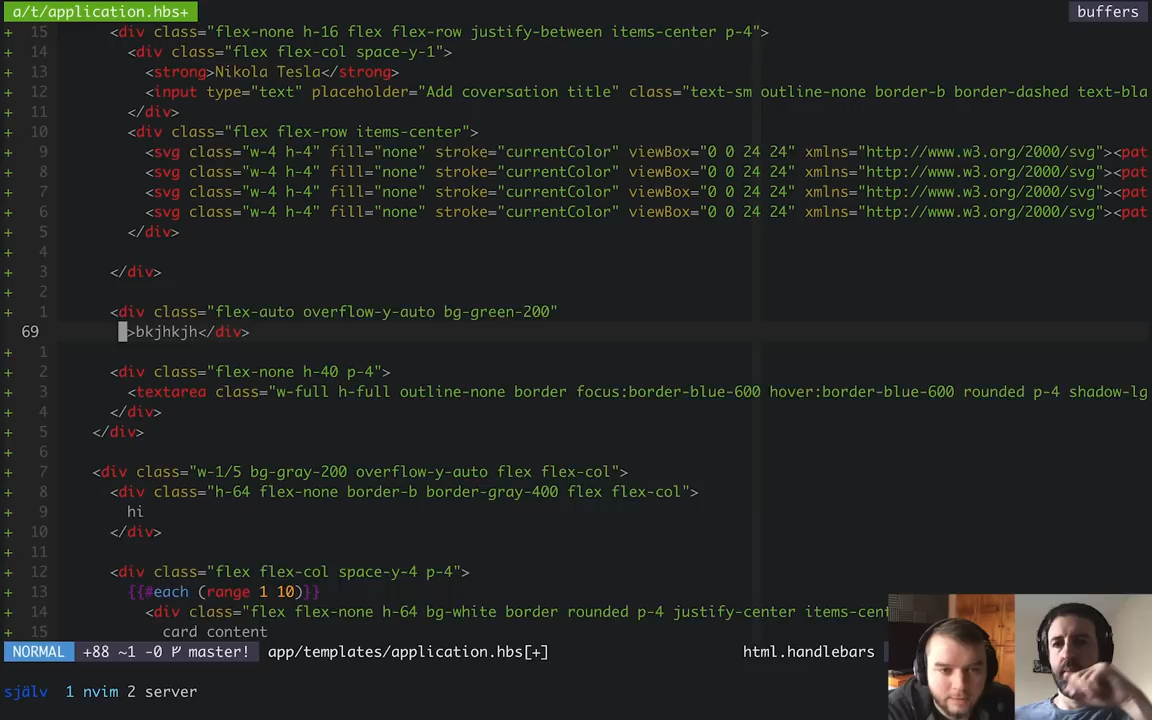 a/t/application.hbs+ buffers
+ 15 <div class="flex-none h-16 flex flex-row justify-between items-center p-4">
+ 14 <div class="flex flex-col space-y-1">
+ 13 <strong>Nikola Tesla</strong>
+ 12 <input type="text" placeholder="Add coversation title" class="text-sm outline-none border-b border-dashed text-bla
+ 11 </div>
+ 10 <div class="flex flex-row items-center">
+ 9 <svg class="w-4 h-4" fill="none" stroke="currentColor" viewBox="0 0 24 24" xmlns="http://www.w3.org/2000/svg"><pat
+ 8 <svg class="w-4 h-4" fill="none" stroke="currentColor" viewBox="0 0 24 24" xmlns="http://www.w3.org/2000/svg"><pat
+ 7 <svg class="w-4 h-4" fill="none" stroke="currentColor" viewBox="0 0 24 24" xmlns="http://www.w3.org/2000/svg"><pat
+ 6 <svg class="w-4 h-4" fill="none" stroke="currentColor" viewBox="0 0 24 24" xmlns="http://www.w3.org/2000/svg"><pat
+ 5 </div>
+ 4
+ 3 </div>
+ 2
+ 1 <div class="flex-auto overflow-y-auto bg-green-200"
69 >bkjhkjh</div>
+ 1
+ 2 <div class="flex-none h-40 p-4">
+ 3 <textarea class="w-full h-full outline-none border focus:border-blue-600 hover:border-blue-600 rounded p-4 shadow-lg
+ 4 </div>
+ 5 </div>
+ 6
+ 7 <div class="w-1/5 bg-gray-200 overflow-y-auto flex flex-col">
+ 8 <div class="h-64 flex-none border-b border-gray-400 flex flex-col">
+ 9 hi
+ 10 </div>
+ 11
+ 12 <div class="flex flex-col space-y-4 p-4">
+ 13 {{#each (range 1 10)}}
+ 14 <div class="flex flex-none h-64 bg-white border rounded p-4 justify-center items-cent
+ 15 card content
NORMAL +88 ~1 -0 master! app/templates/application.hbs[+] html.handlebars
själv 1 nvim 2 server